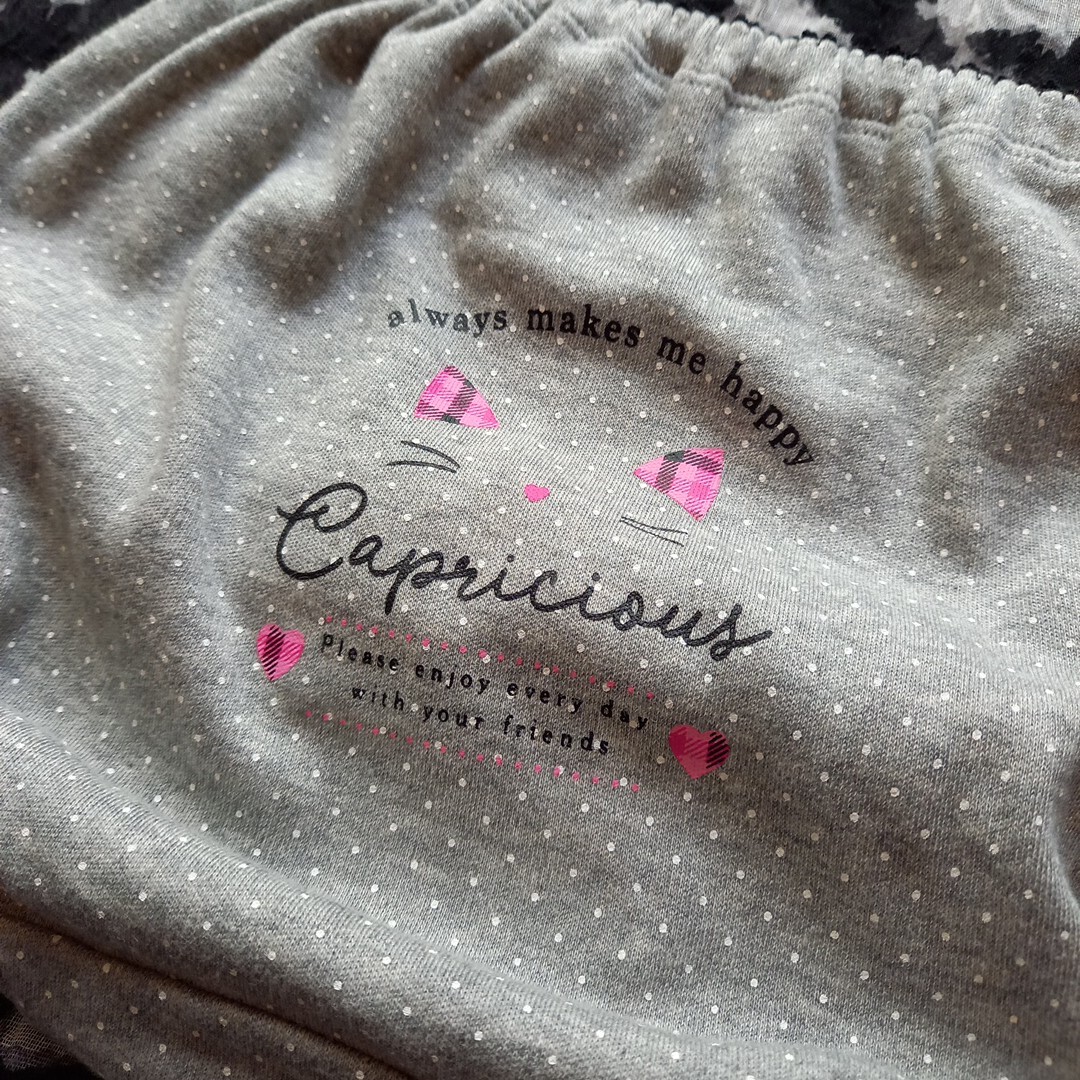 always makes me happy
Capricious
please enjoy every day
with your friends